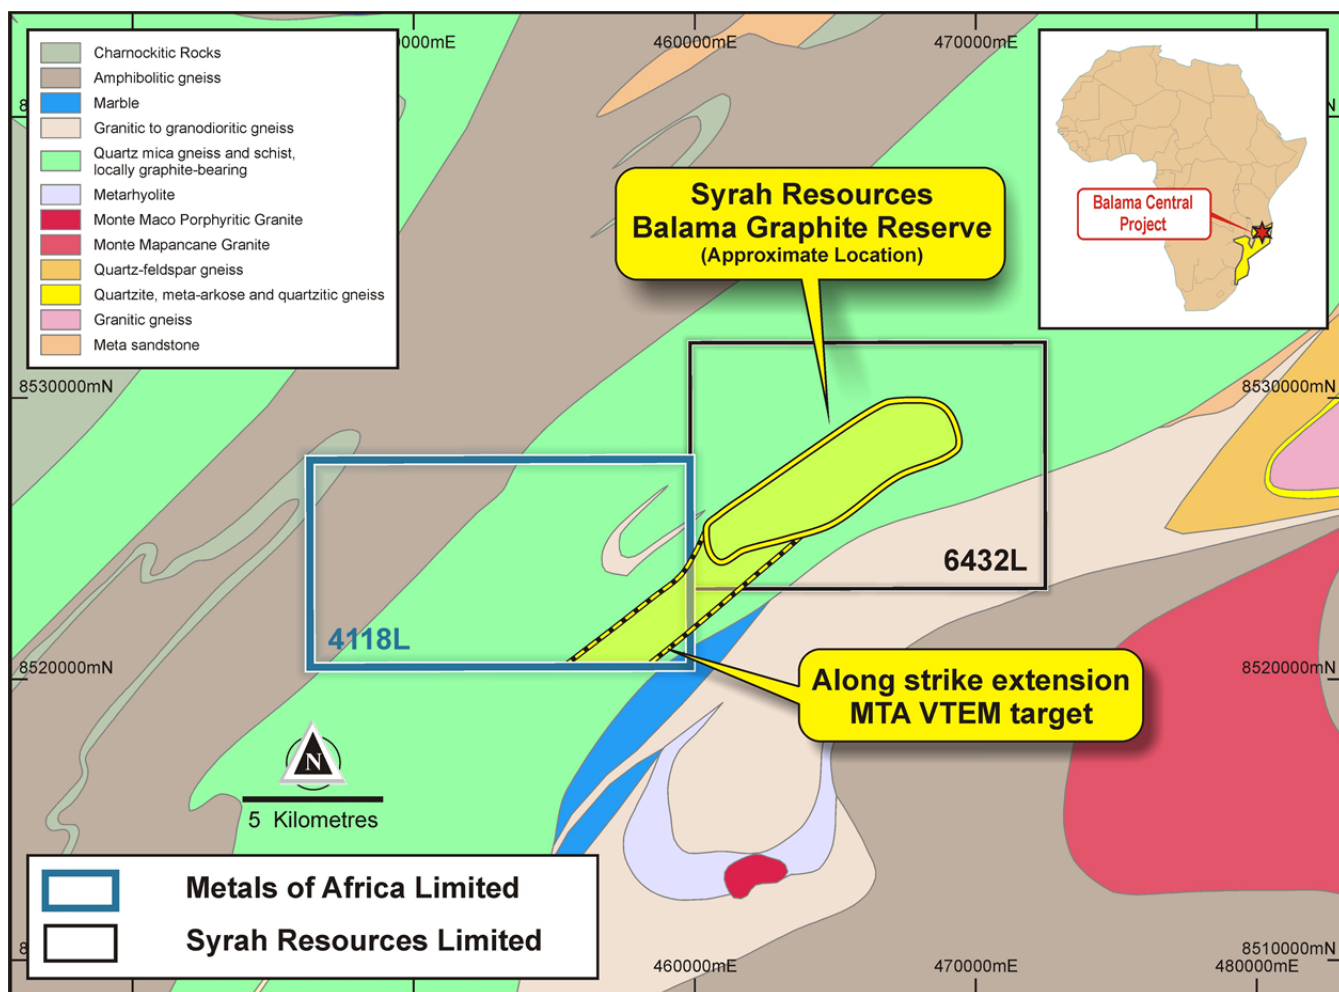 0000mE
460000mE
470000mE
Charnockitic Rocks
Amphibolitic gneiss
Marble
Granitic to granodioritic gneiss
Quartz mica gneiss and schist,
locally graphite-bearing
Metarhyolite
Monte Maco Porphyritic Granite
Monte Mapancane Granite
Quartz-feldspar gneiss
Quartzite, meta-arkose and quartzitic gneiss
Granitic gneiss
Meta sandstone
Balama Central
Project
Syrah Resources
Balama Graphite Reserve
(Approximate Location)
8530000mN
8530000mN
6432L
4118L
8520000mN
8520000mN
Along strike extension
MTA VTEM target
N
5 Kilometres
Metals of Africa Limited
Syrah Resources Limited
8510000mN
460000mE
470000mE
480000mE